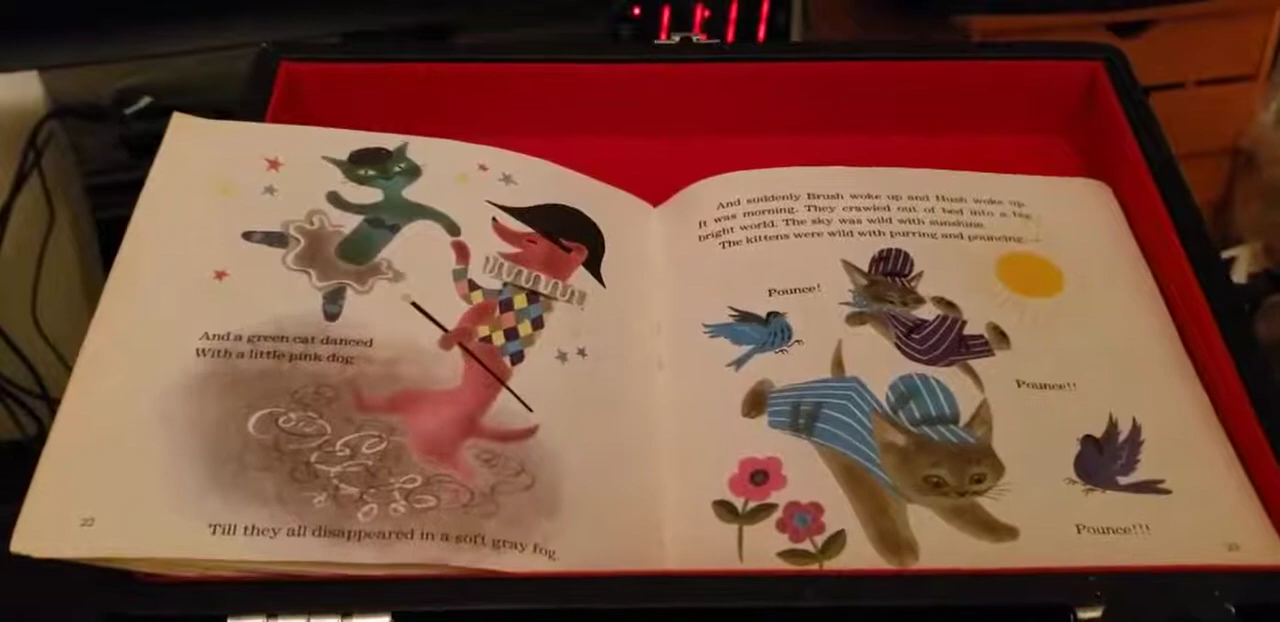 And a green cat danced
With a little pink dog
'Till they all disappeared in a soft gray fog.
22
And suddenly Brush woke up and Hush woke up.
It was morning. They crawled out of bed into a big
bright world. The sky was wild with sunshine.
The kittens were wild with purring and pouncing.
Pounce!
Pounce!!
Pounce!!!
23